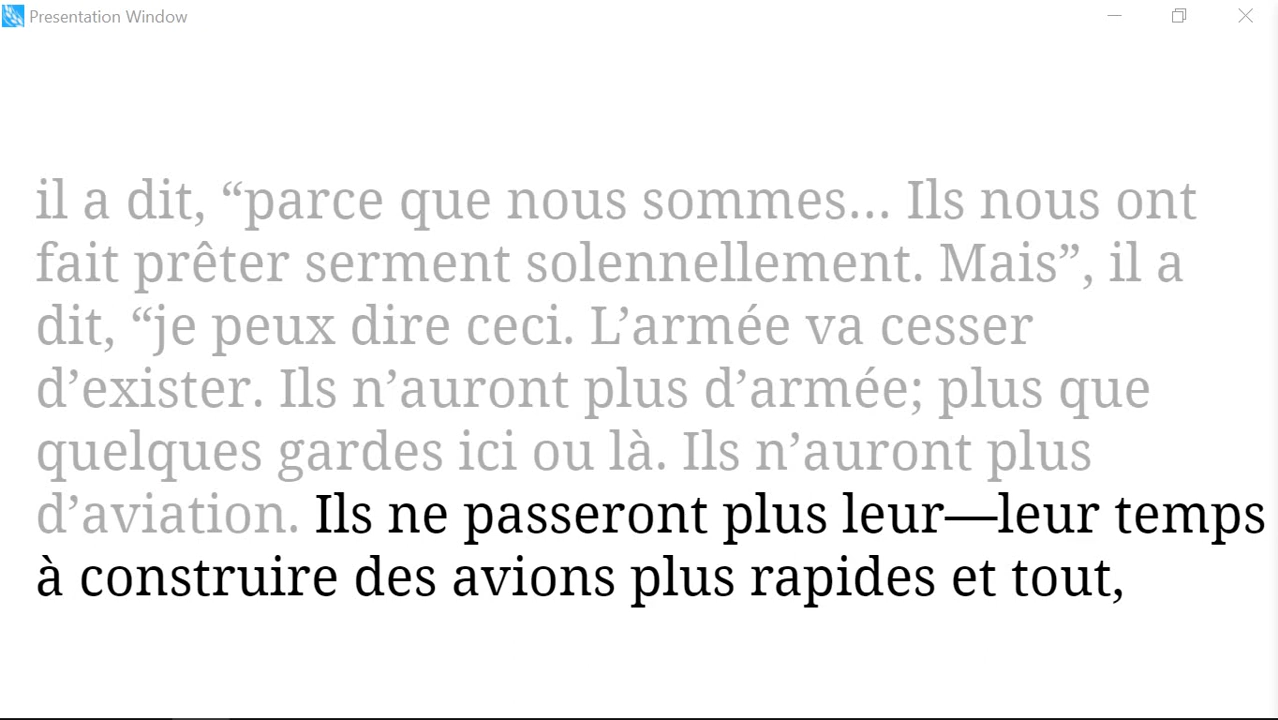 Presentation Window
il a dit, “parce que nous sommes… Ils nous ont
fait prêter serment solennellement. Mais”, il a
dit, “je peux dire ceci. L’armée va cesser
d’exister. Ils n’auront plus d’armée; plus que
quelques gardes ici ou là. Ils n’auront plus
d’aviation. Ils ne passeront plus leur—leur temps
à construire des avions plus rapides et tout,